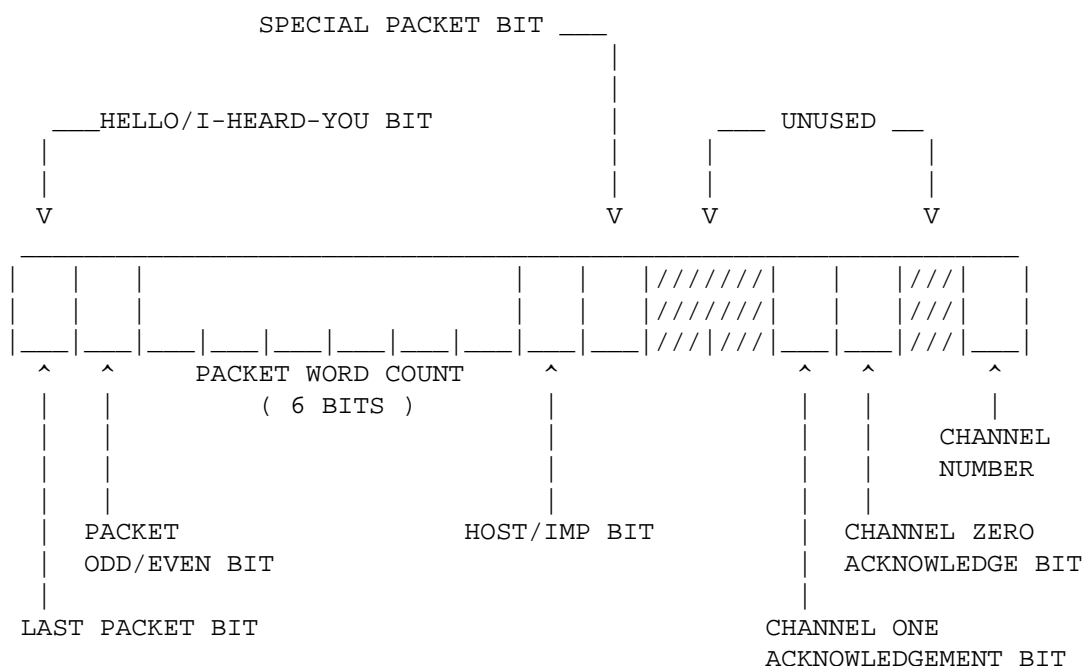 SPECIAL PACKET BIT
HELLO/I-HEARD-YOU BIT
UNUSED
PACKET WORD COUNT
( 6 BITS )
CHANNEL
NUMBER
PACKET
ODD/EVEN BIT
HOST/IMP BIT
CHANNEL ZERO
ACKNOWLEDGE BIT
LAST PACKET BIT
CHANNEL ONE
ACKNOWLEDGEMENT BIT